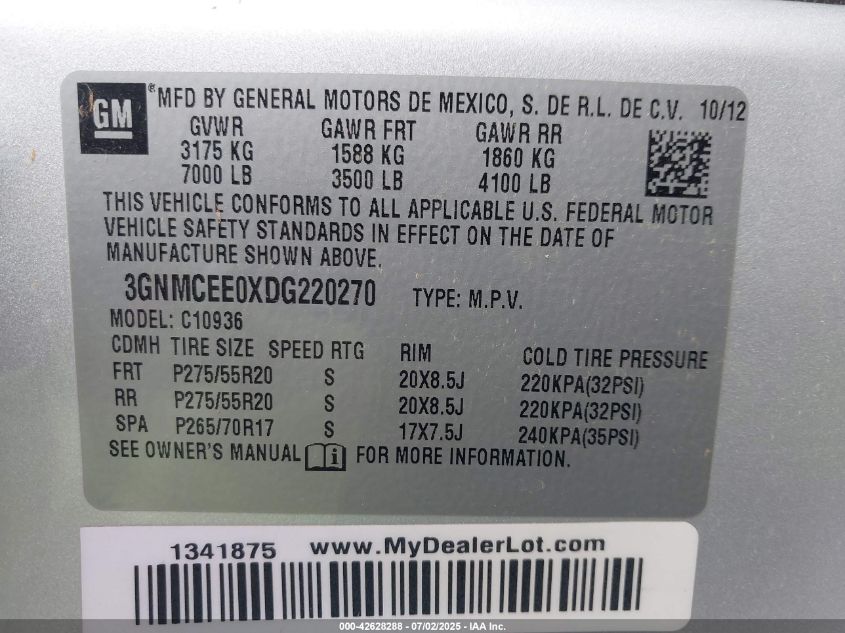 GM ® MFD BY GENERAL MOTORS DE MEXICO, S. DE R.L. DE C.V. 10/12
GVWR GAWR FRT GAWR RR
3175 KG 1588 KG 1860 KG
7000 LB 3500 LB 4100 LB
THIS VEHICLE CONFORMS TO ALL APPLICABLE U.S. FEDERAL MOTOR
VEHICLE SAFETY STANDARDS IN EFFECT ON THE DATE OF
MANUFACTURE SHOWN ABOVE.
3GNMCEE0XDG220270 TYPE: M.P.V.
MODEL: C10936
CDMH TIRE SIZE SPEED RTG RIM COLD TIRE PRESSURE
FRT P275/55R20 S 20X8.5J 220KPA(32PSI)
RR P275/55R20 S 20X8.5J 220KPA(32PSI)
SPA P265/70R17 S 17X7.5J 240KPA(35PSI)
SEE OWNER'S MANUAL i FOR MORE INFORMATION.
1341875 www.MyDealerLot.com
000-42628288 - 07/02/2025 - IAA Inc.